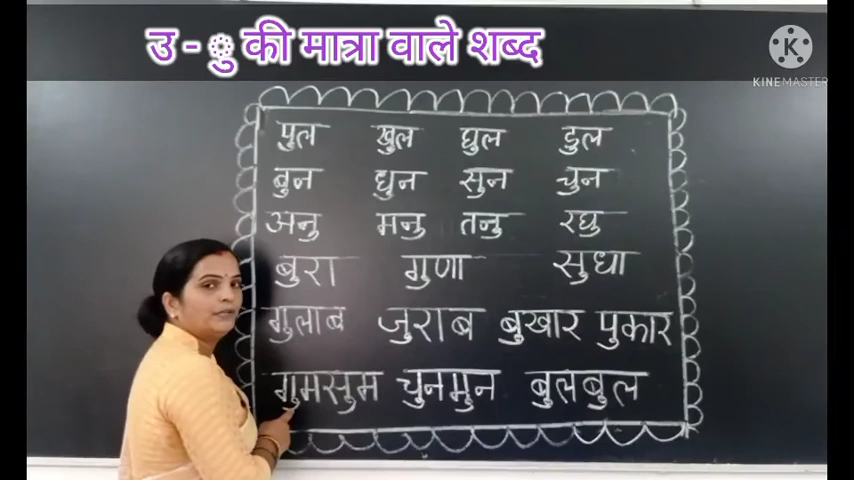 उ - ु की मात्रा वाले शब्द
K
KINEMASTER
पुल खुल घुल डुल
बुन धुन सुन चुन
अनु मनु तनु रघु
बुरा गुणा सुधा
गुलाब जुराब बुखार पुकार
गुमसुम चुनमुन बुलबुल